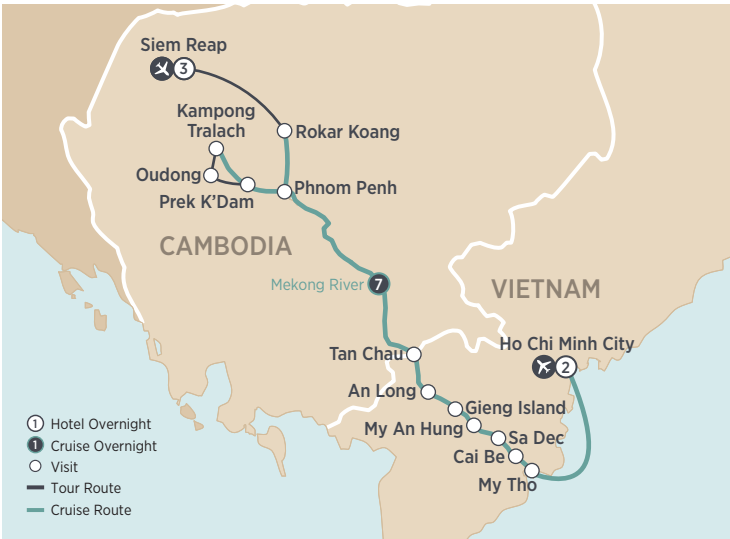 Siem Reap
3
Kampong
Tralach
Rokar Koang
Oudong
Prek K'Dam
Phnom Penh
CAMBODIA
Mekong River
7
VIETNAM
Tan Chau
Ho Chi Minh City
2
An Long
Gieng Island
My An Hung
Sa Dec
Cai Be
My Tho
1 Hotel Overnight
1 Cruise Overnight
Visit
Tour Route
Cruise Route